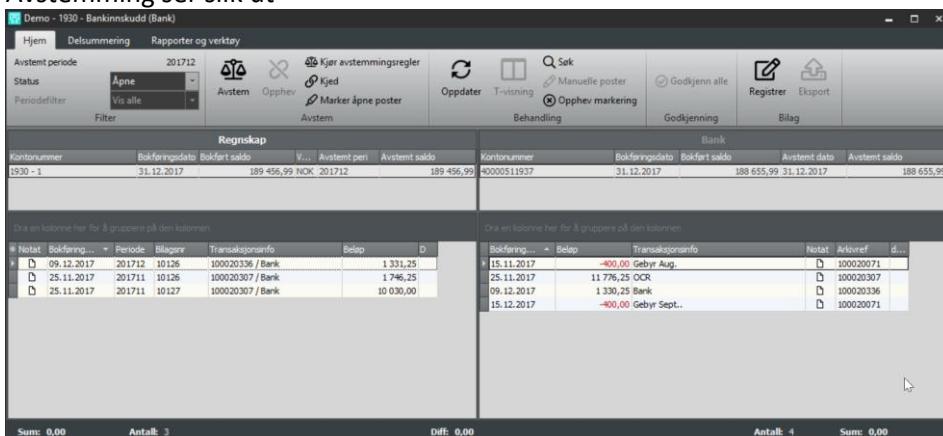 Avstemming ser slik ut
Demo - 1930 - Bankinnskudd (Bank)
Hjem Delsummering Rapporter og verktøy
Avstemt periode 201712
Status Åpne
Periodefilter Vis alle
Filter
Avstem Opphev
Kjør avstemmingsregler
Kjed
Marker åpne poster
Avstem
Oppdater T-visning
Søk
Manuelle poster
Opphev markering
Behandling
Godkjenn alle
Godkjenning
Registrer Eksport
Bilag
Regnskap
Kontonummer Bokføringsdato Bokført saldo V... Avstemt peri Avstemt saldo
1930 - 1 31.12.2017 189 456,99 NOK 201712 189 456,99
Bank
Kontonummer Bokføringsdato Bokført saldo Avstemt dato Avstemt saldo
40000511937 31.12.2017 188 655,99 31.12.2017 188 655,99
Dra en kolonne her for å gruppere på den kolonnen
Notat Bokføring... Periode Bilagsnr Transaksjonsinfo Beløp D
09.12.2017 201712 10126 100020336 / Bank 1 331,25
25.11.2017 201711 10126 100020307 / Bank 1 746,25
25.11.2017 201711 10127 100020307 / Bank 10 030,00
Dra en kolonne her for å gruppere på den kolonnen
Bokføring... Beløp Transaksjonsinfo Notat Arkivref d...
15.11.2017 -400,00 Gebyr Aug. 100020071
25.11.2017 11 776,25 OCR 100020307
09.12.2017 1 330,25 Bank 100020336
15.12.2017 -400,00 Gebyr Sept.. 100020071
Sum: 0,00 Antall: 3 Diff: 0,00 Antall: 4 Sum: 0,00